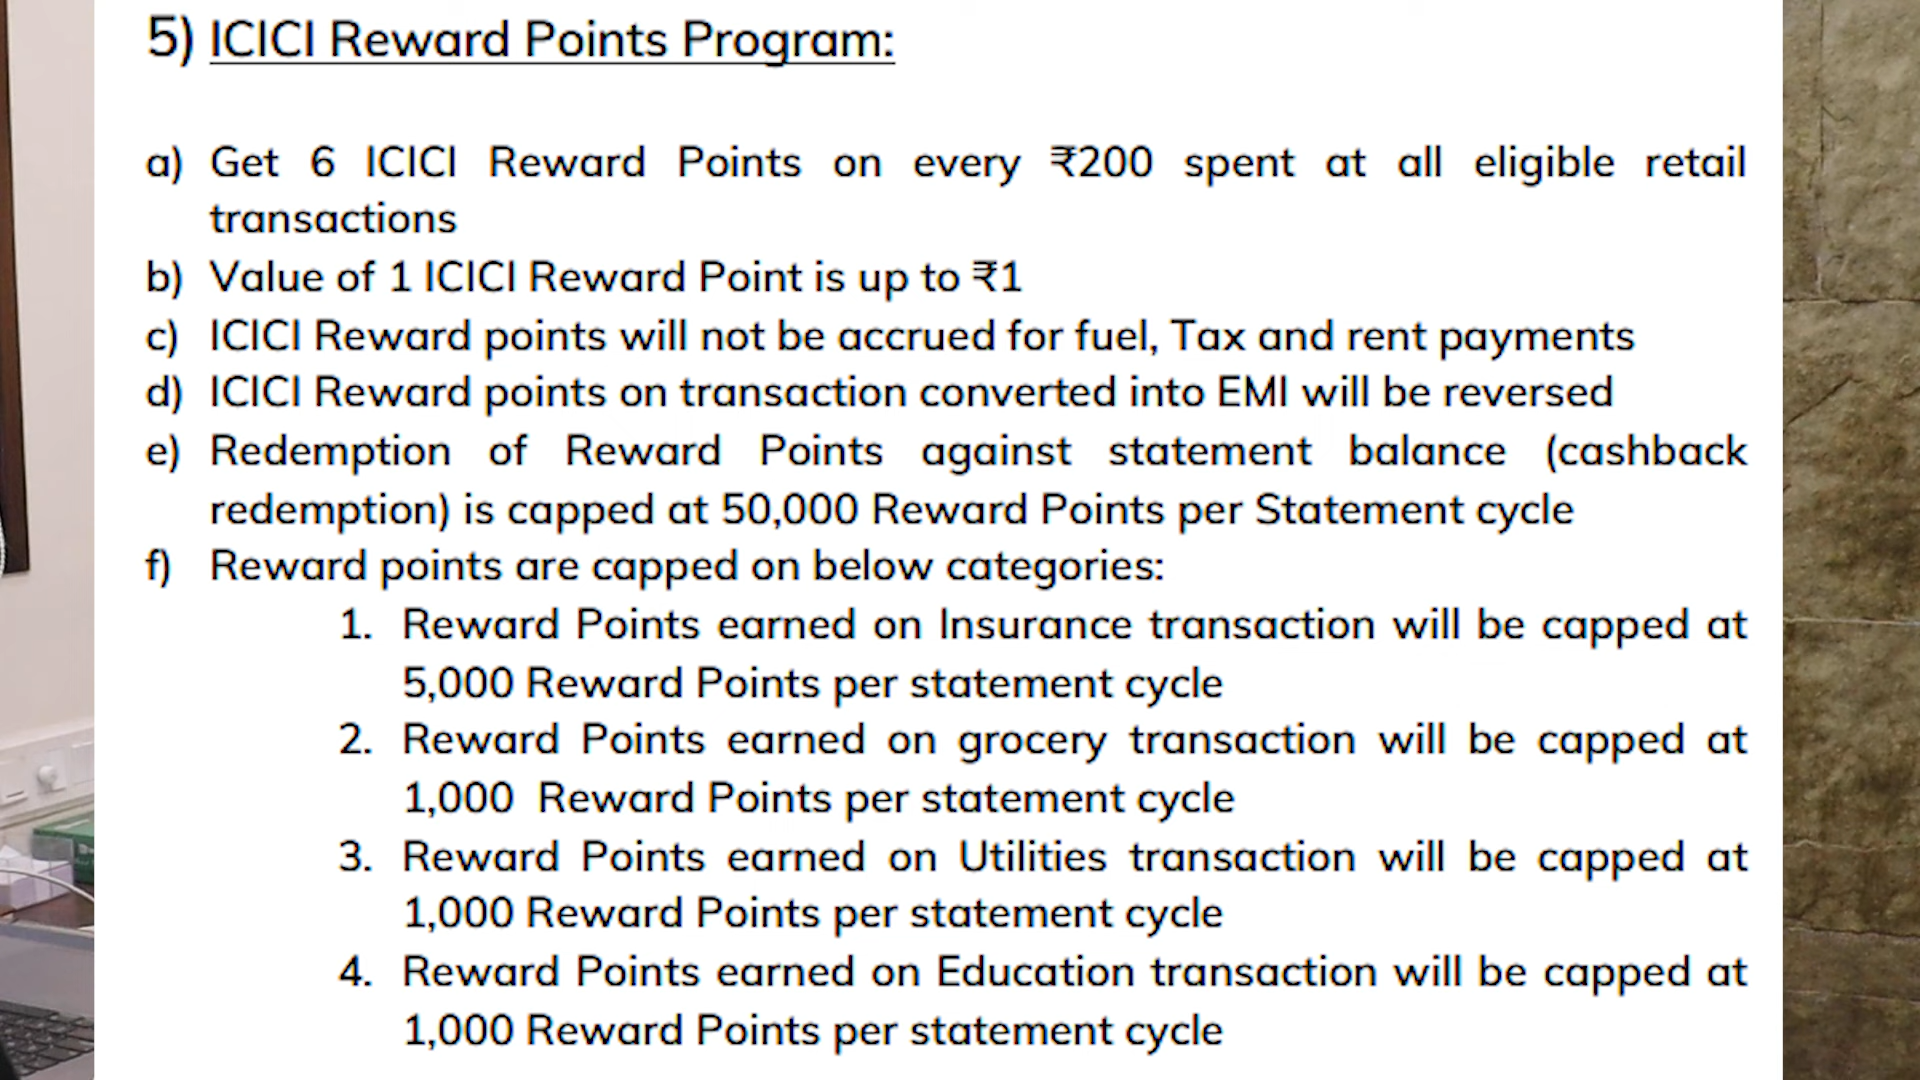 5) ICICI Reward Points Program:
a) Get 6 ICICI Reward Points on every ₹200 spent at all eligible retail
transactions
b) Value of 1 ICICI Reward Point is up to ₹1
c) ICICI Reward points will not be accrued for fuel, Tax and rent payments
d) ICICI Reward points on transaction converted into EMI will be reversed
e) Redemption of Reward Points against statement balance (cashback
redemption) is capped at 50,000 Reward Points per Statement cycle
f) Reward points are capped on below categories:
1. Reward Points earned on Insurance transaction will be capped at
5,000 Reward Points per statement cycle
2. Reward Points earned on grocery transaction will be capped at
1,000 Reward Points per statement cycle
3. Reward Points earned on Utilities transaction will be capped at
1,000 Reward Points per statement cycle
4. Reward Points earned on Education transaction will be capped at
1,000 Reward Points per statement cycle